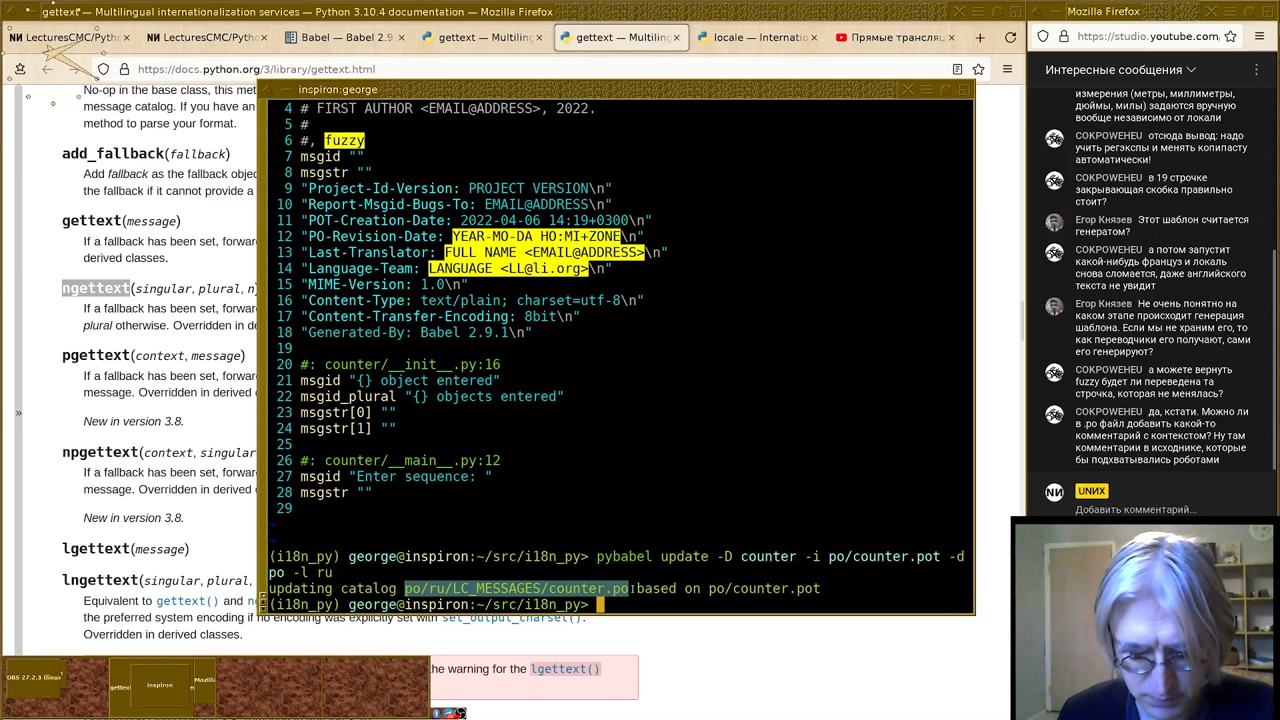 gettext — Multilingual internationalization services — Python 3.10.4 documentation — Mozilla Firefox
Mozilla Firefox
LecturesCMC/Pyth
LecturesCMC/Pytho
Babel — Babel 2.9
gettext — Multiling
gettext — Multiling
locale — Internatio
Прямые трансляц
https://docs.python.org/3/library/gettext.html
https://studio.youtube.com,
No-op in the base class, this met
message catalog. If you have an
method to parse your format.
add_fallback(fallback)
Add fallback as the fallback objec
the fallback if it cannot provide a
gettext(message)
If a fallback has been set, forwar
derived classes.
ngettext(singular, plural, n)
If a fallback has been set, forwar
plural otherwise. Overridden in de
pgettext(context, message)
If a fallback has been set, forwar
message. Overridden in derived c
New in version 3.8.
npgettext(context, singular
If a fallback has been set, forwar
message. Overridden in derived c
New in version 3.8.
lgettext(message)
lngettext(singular, plural,
Equivalent to gettext() and
the preferred system encoding if no encoding was explicitly set with set_output_charset().
Overridden in derived classes.
the warning for the lgettext()
inspiron:george
4 # FIRST AUTHOR <EMAIL@ADDRESS>, 2022.
5 #
6 #, fuzzy
7 msgid ""
8 msgstr ""
9 "Project-Id-Version: PROJECT VERSION\n"
10 "Report-Msgid-Bugs-To: EMAIL@ADDRESS\n"
11 "POT-Creation-Date: 2022-04-06 14:19+0300\n"
12 "PO-Revision-Date: YEAR-MO-DA HO:MI+ZONE\n"
13 "Last-Translator: FULL NAME <EMAIL@ADDRESS>\n"
14 "Language-Team: LANGUAGE <LL@li.org>\n"
15 "MIME-Version: 1.0\n"
16 "Content-Type: text/plain; charset=utf-8\n"
17 "Content-Transfer-Encoding: 8bit\n"
18 "Generated-By: Babel 2.9.1\n"
19
20 #: counter/__init__.py:16
21 msgid "{} object entered"
22 msgid_plural "{} objects entered"
23 msgstr[0] ""
24 msgstr[1] ""
25
26 #: counter/__main__.py:12
27 msgid "Enter sequence: "
28 msgstr ""
29
~
(i18n_py) george@inspiron:~/src/i18n_py> pybabel update -D counter -i po/counter.pot -d
po -l ru
updating catalog po/ru/LC_MESSAGES/counter.po based on po/counter.pot
(i18n_py) george@inspiron:~/src/i18n_py>
Интересные сообщения
измерения (метры, миллиметры,
дюймы, милы) задаются вручную
вообще независимо от локали
COKPOWEHEU отсюда вывод: надо
учить регэкспы и менять копипасту
автоматически!
COKPOWEHEU в 19 строчке
закрывающая скобка правильно
стоит?
Егор Князев Этот шаблон считается
генератом?
COKPOWEHEU а потом запустит
какой-нибудь француз и локаль
снова сломается, даже английского
текста не увидит
Егор Князев Не очень понятно на
каком этапе происходит генерация
шаблона. Если мы не храним его, то
как переводчики его получают, сами
его генерируют?
COKPOWEHEU а можете вернуть
fuzzy будет ли переведена та
строчка, которая не менялась?
COKPOWEHEU да, кстати. Можно ли
в .po файл добавить какой-то
комментарий с контекстом? Ну там
комментарий в исходнике, которые
бы подхватывались роботами
UNИX
Добавить комментарий...
OBS 27.2.3 (linux
gettext
inspiron
Mozill